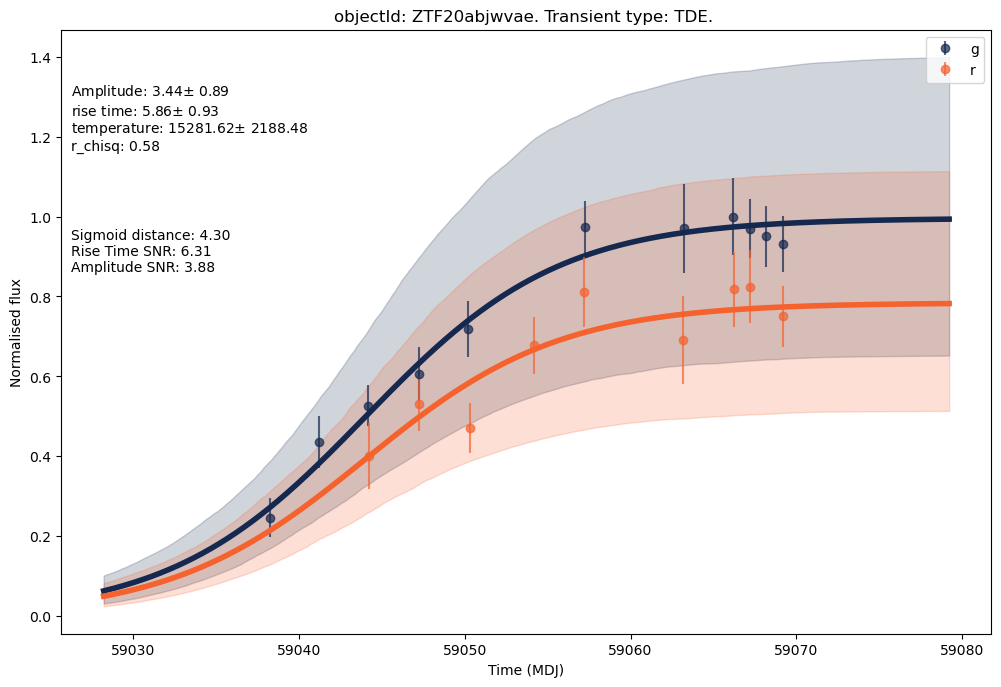 objectId: ZTF20abjwvae. Transient type: TDE.
g
r
Amplitude: 3.44± 0.89
rise time: 5.86± 0.93
temperature: 15281.62± 2188.48
r_chisq: 0.58
Sigmoid distance: 4.30
Rise Time SNR: 6.31
Amplitude SNR: 3.88
Normalised flux
1.4
1.2
1.0
0.8
0.6
0.4
0.2
0.0
59030 59040 59050 59060 59070 59080
Time (MDJ)